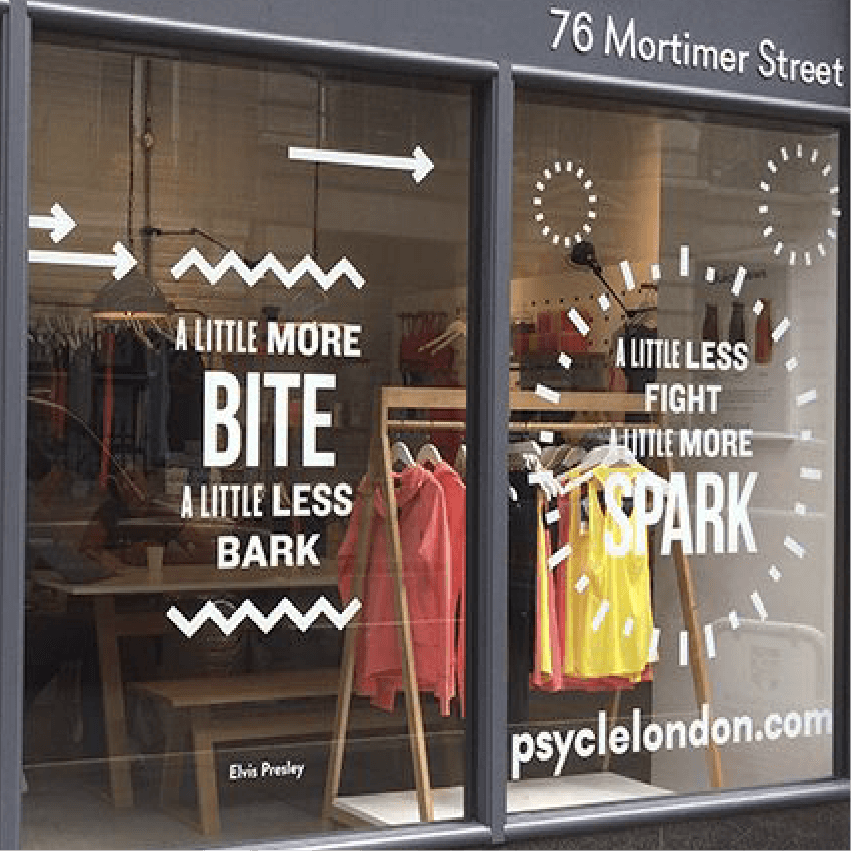 76 Mortimer Street
A LITTLE MORE
BITE
A LITTLE LESS
BARK
Elvis Presley
A LITTLE LESS
FIGHT
A LITTLE MORE
SPARK
psyclelondon.com